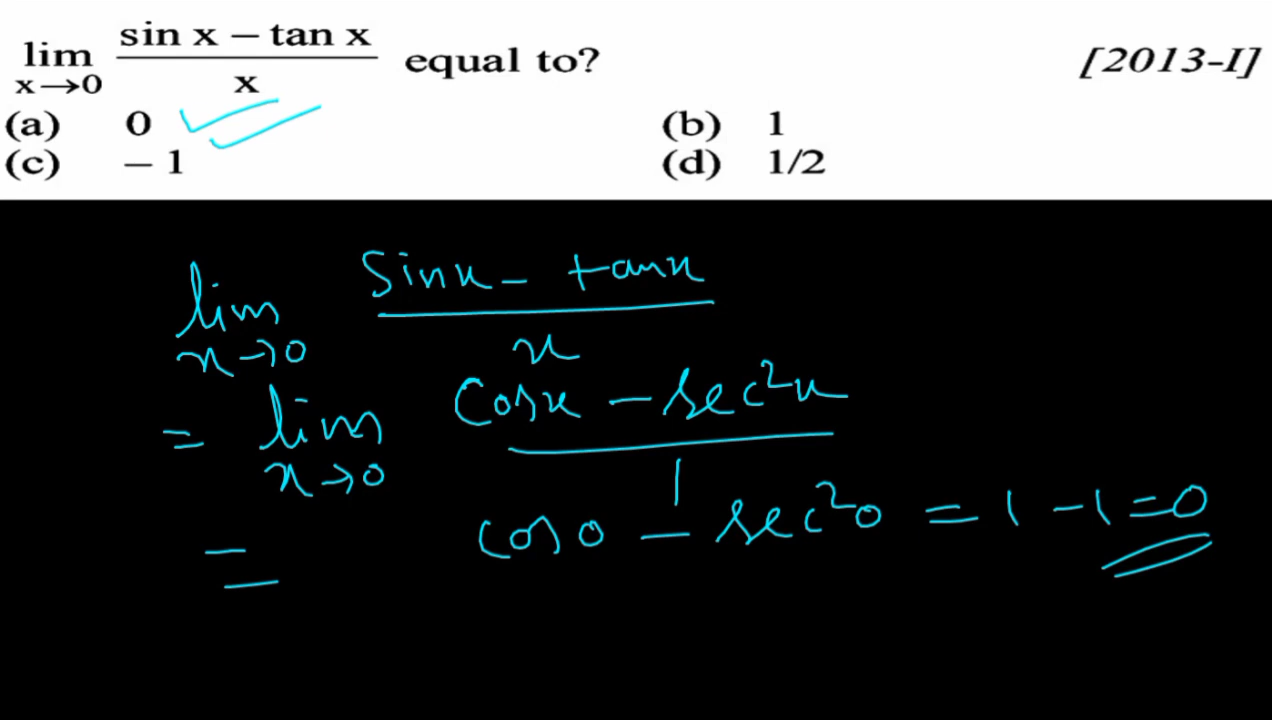 lim x→0 sin x − tan x / x equal to? [2013-I]
(a) 0 (b) 1
(c) − 1 (d) 1/2
lim x→0 sinx − tanx / x
= lim x→0 cosx − sec²x / 1
= cos0 − sec²0 = 1 − 1 = 0